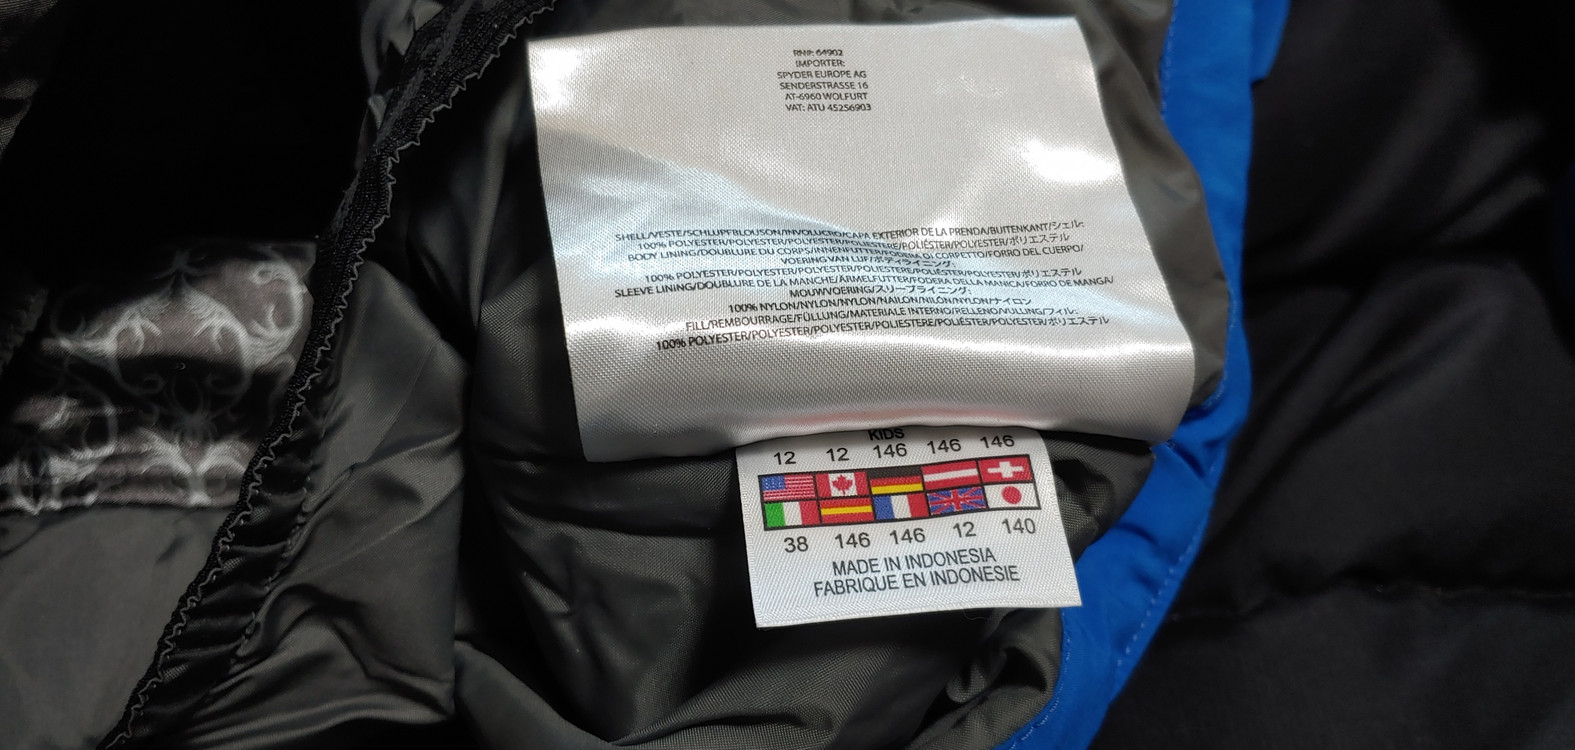 RN#: 64902
IMPORTER:
SPYDER EUROPE AG
SENDERSTRASSE 16
AT-6960 WOLFURT
VAT: ATU 45256903
SHELL/VESTE/SCHLUPFBLOUSON/INVOLUCRO/CAPA EXTERIOR DE LA PRENDA/BUITENKANT/シェル:
100% POLYESTER/POLYESTER/POLYESTER/POLIESTERE/POLIÉSTER/POLYESTER/ポリエステル
BODY LINING/DOUBLURE DU CORPS/INNENFUTTER/FODERA DI CORPETTO/FORRO DEL CUERPO/
VOERING VAN LIJF/ボディライニング:
100% POLYESTER/POLYESTER/POLYESTER/POLIESTERE/POLIÉSTER/POLYESTER/ポリエステル
SLEEVE LINING/DOUBLURE DE LA MANCHE/ÄRMELFUTTER/FODERA DELLA MANICA/FORRO DE MANGA/
MOUWVOERING/スリーブライニング:
100% NYLON/NYLON/NYLON/NAILON/NILÓN/NYLON/ナイロン
FILL/REMBOURRAGE/FÜLLUNG/MATERIALE INTERNO/RELLENO/VULLING/フィル:
100% POLYESTER/POLYESTER/POLYESTER/POLIESTERE/POLIÉSTER/POLYESTER/ポリエステル
KIDS
12 12 146 146 146
38 146 146 12 140
MADE IN INDONESIA
FABRIQUE EN INDONESIE